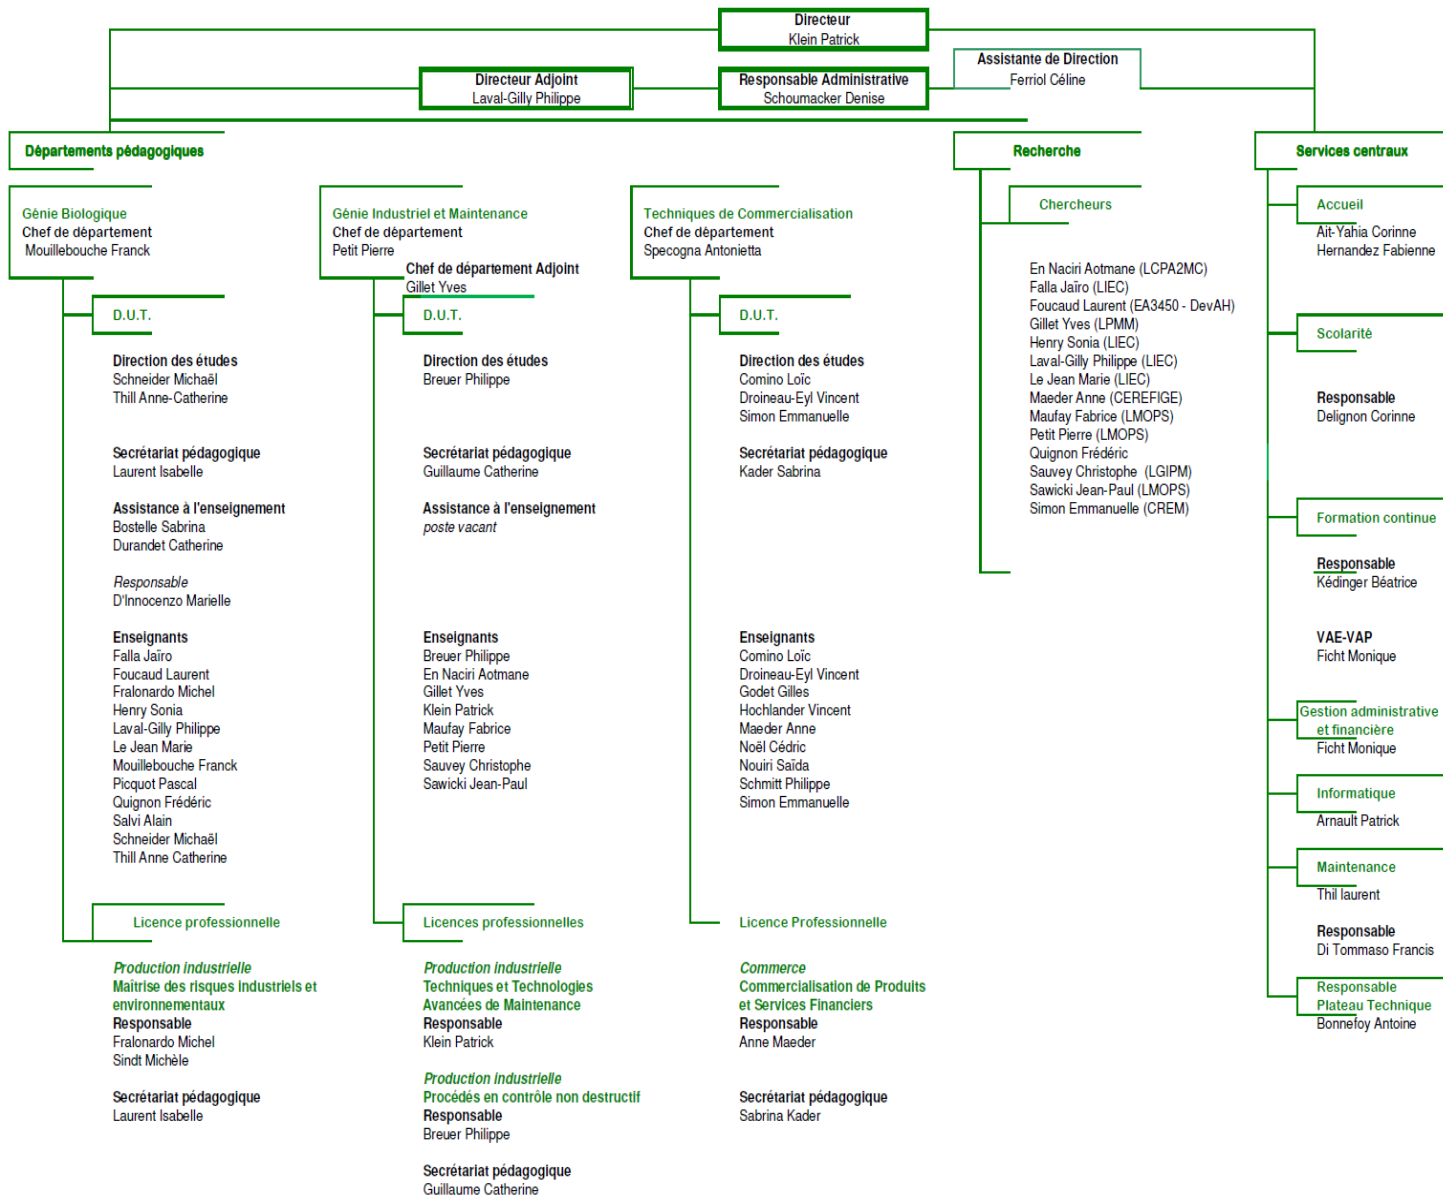 Directeur
Klein Patrick
Assistante de Direction
Ferriol Céline
Directeur Adjoint
Laval-Gilly Philippe
Responsable Administrative
Schoumacker Denise
Départements pédagogiques
Génie Biologique
Chef de département
Mouillebouche Franck
D.U.T.
Direction des études
Schneider Michaël
Thill Anne-Catherine
Secrétariat pédagogique
Laurent Isabelle
Assistance à l'enseignement
Bostelle Sabrina
Durandet Catherine
Responsable
D'Innocenzo Marielle
Enseignants
Falla Jaïro
Foucaud Laurent
Fralonardo Michel
Henry Sonia
Laval-Gilly Philippe
Le Jean Marie
Mouillebouche Franck
Picquot Pascal
Quignon Frédéric
Salvi Alain
Schneider Michaël
Thill Anne Catherine
Licence professionnelle
Production industrielle
Maîtrise des risques industriels et
environnementaux
Responsable
Fralonardo Michel
Sindt Michèle
Secrétariat pédagogique
Laurent Isabelle
Génie Industriel et Maintenance
Chef de département
Petit Pierre
Chef de département Adjoint
Gillet Yves
D.U.T.
Direction des études
Breuer Philippe
Secrétariat pédagogique
Guillaume Catherine
Assistance à l'enseignement
poste vacant
Enseignants
Breuer Philippe
En Naciri Aotmane
Gillet Yves
Klein Patrick
Maufay Fabrice
Petit Pierre
Sauvey Christophe
Sawicki Jean-Paul
Licences professionnelles
Production industrielle
Techniques et Technologies
Avancées de Maintenance
Responsable
Klein Patrick
Production industrielle
Procédés en contrôle non destructif
Responsable
Breuer Philippe
Secrétariat pédagogique
Guillaume Catherine
Techniques de Commercialisation
Chef de département
Specogna Antonietta
D.U.T.
Direction des études
Comino Loïc
Droineau-Eyl Vincent
Simon Emmanuelle
Secrétariat pédagogique
Kader Sabrina
Enseignants
Comino Loïc
Droineau-Eyl Vincent
Godet Gilles
Hochlander Vincent
Maeder Anne
Noël Cédric
Nouiri Saïda
Schmitt Philippe
Simon Emmanuelle
Licence Professionnelle
Commerce
Commercialisation de Produits
et Services Financiers
Responsable
Anne Maeder
Secrétariat pédagogique
Sabrina Kader
Recherche
Chercheurs
En Naciri Aotmane (LCPA2MC)
Falla Jaïro (LIEC)
Foucaud Laurent (EA3450 - DevAH)
Gillet Yves (LPMM)
Henry Sonia (LIEC)
Laval-Gilly Philippe (LIEC)
Le Jean Marie (LIEC)
Maeder Anne (CEREFIGE)
Maufay Fabrice (LMOPS)
Petit Pierre (LMOPS)
Quignon Frédéric
Sauvey Christophe (LGIPM)
Sawicki Jean-Paul (LMOPS)
Simon Emmanuelle (CREM)
Services centraux
Accueil
Ait-Yahia Corinne
Hernandez Fabienne
Scolarité
Responsable
Delignon Corinne
Formation continue
Responsable
Kédinger Béatrice
VAE-VAP
Ficht Monique
Gestion administrative
et financière
Ficht Monique
Informatique
Arnault Patrick
Maintenance
Thil laurent
Responsable
Di Tommaso Francis
Responsable
Plateau Technique
Bonnefoy Antoine